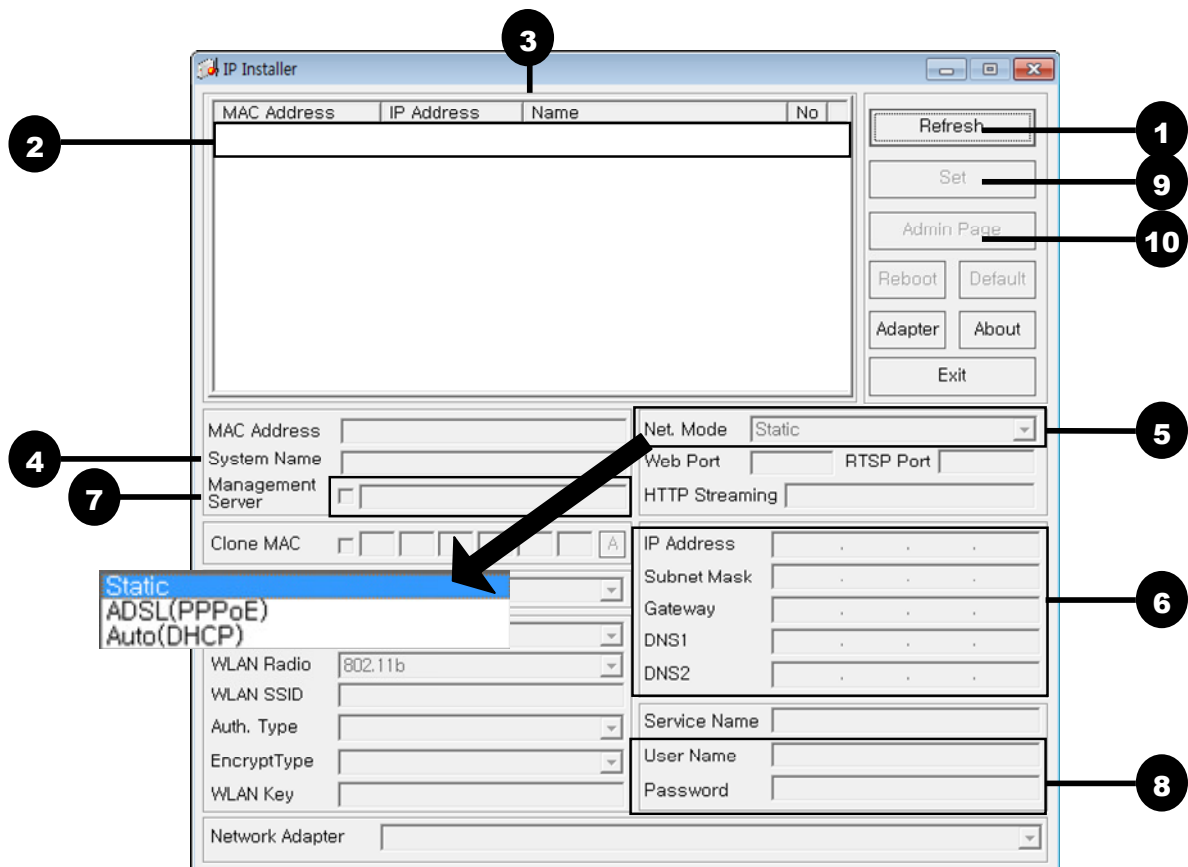 3
IP Installer
MAC Address IP Address Name No
2
Refresh
1
Set
9
Admin Page
10
Reboot Default
Adapter About
Exit
MAC Address
Net. Mode Static
5
4
System Name
Web Port RTSP Port
7
Management
Server
HTTP Streaming
Clone MAC A
IP Address
Static
ADSL(PPPoE)
Auto(DHCP)
Subnet Mask
6
Gateway
DNS1
DNS2
WLAN Radio 802.11b
WLAN SSID
Auth. Type
Service Name
EncryptType
User Name
WLAN Key
Password
8
Network Adapter